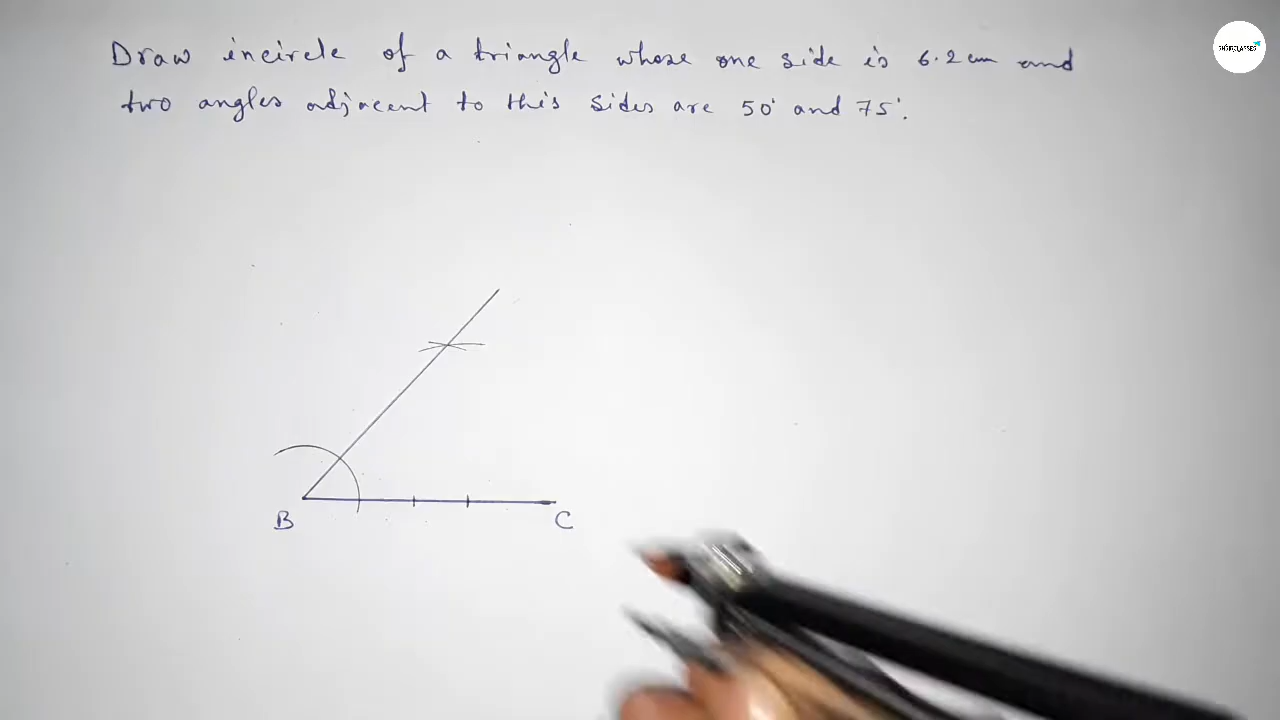 Draw incircle of a triangle whose one side is 6.2 cm and
two angles adjacent to this sides are 50° and 75°.
B
C